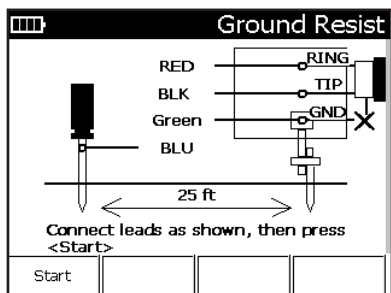 Ground Resist
RED
RING
BLK
TIP
Green
GND
BLU
25 ft
Connect leads as shown, then press
<Start>
Start